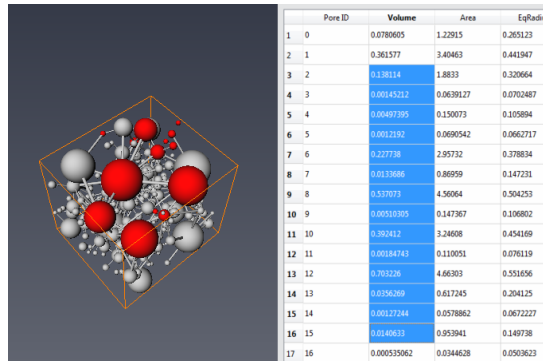 Pore ID Volume Area EqRadi
1 0 0.0780605 1.22915 0.265123
2 1 0.361577 3.40463 0.441947
3 2 0.138114 1.8833 0.320664
4 3 0.00145212 0.0639127 0.0702487
5 4 0.00497395 0.150073 0.105894
6 5 0.0012192 0.0690542 0.0662717
7 6 0.227738 2.95732 0.378834
8 7 0.0133686 0.86959 0.147231
9 8 0.537073 4.56064 0.504253
10 9 0.00510305 0.147367 0.106802
11 10 0.392412 3.24608 0.454169
12 11 0.00184743 0.110051 0.076119
13 12 0.703226 4.66303 0.551656
14 13 0.0356269 0.617245 0.204125
15 14 0.00127244 0.0578862 0.0672227
16 15 0.0140633 0.953941 0.149738
17 16 0.000535062 0.0344628 0.0503623